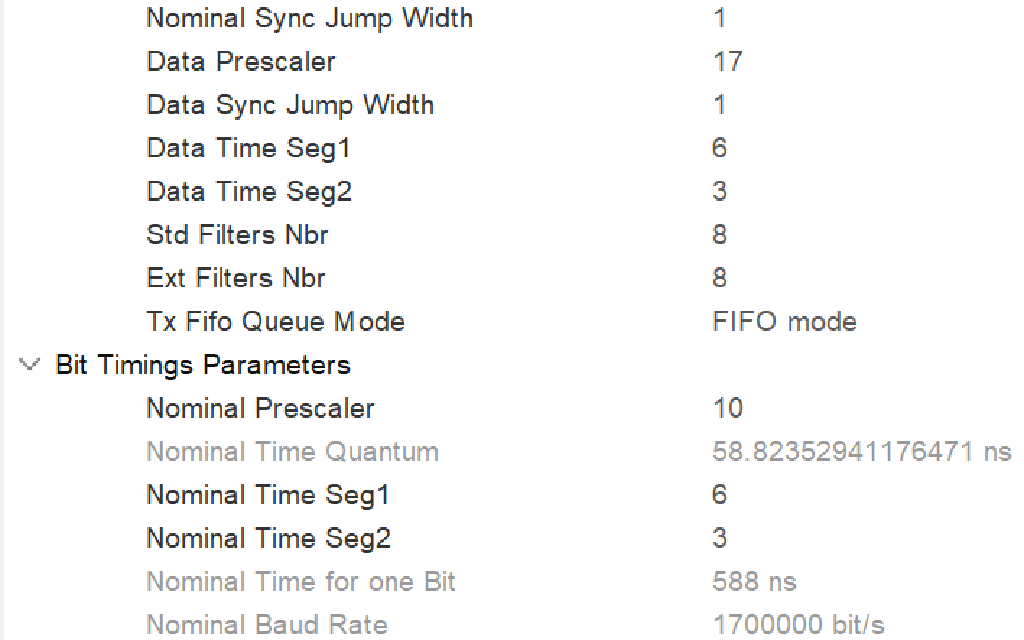 Nominal Sync Jump Width 1
Data Prescaler 17
Data Sync Jump Width 1
Data Time Seg1 6
Data Time Seg2 3
Std Filters Nbr 8
Ext Filters Nbr 8
Tx Fifo Queue Mode FIFO mode
Bit Timings Parameters
Nominal Prescaler 10
Nominal Time Quantum 58.82352941176471 ns
Nominal Time Seg1 6
Nominal Time Seg2 3
Nominal Time for one Bit 588 ns
Nominal Baud Rate 1700000 bit/s